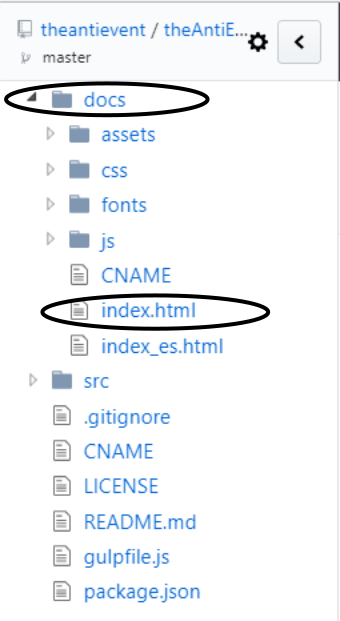 theantievent / theAntiE...
master
docs
assets
css
fonts
js
CNAME
index.html
index_es.html
src
.gitignore
CNAME
LICENSE
README.md
gulpfile.js
package.json